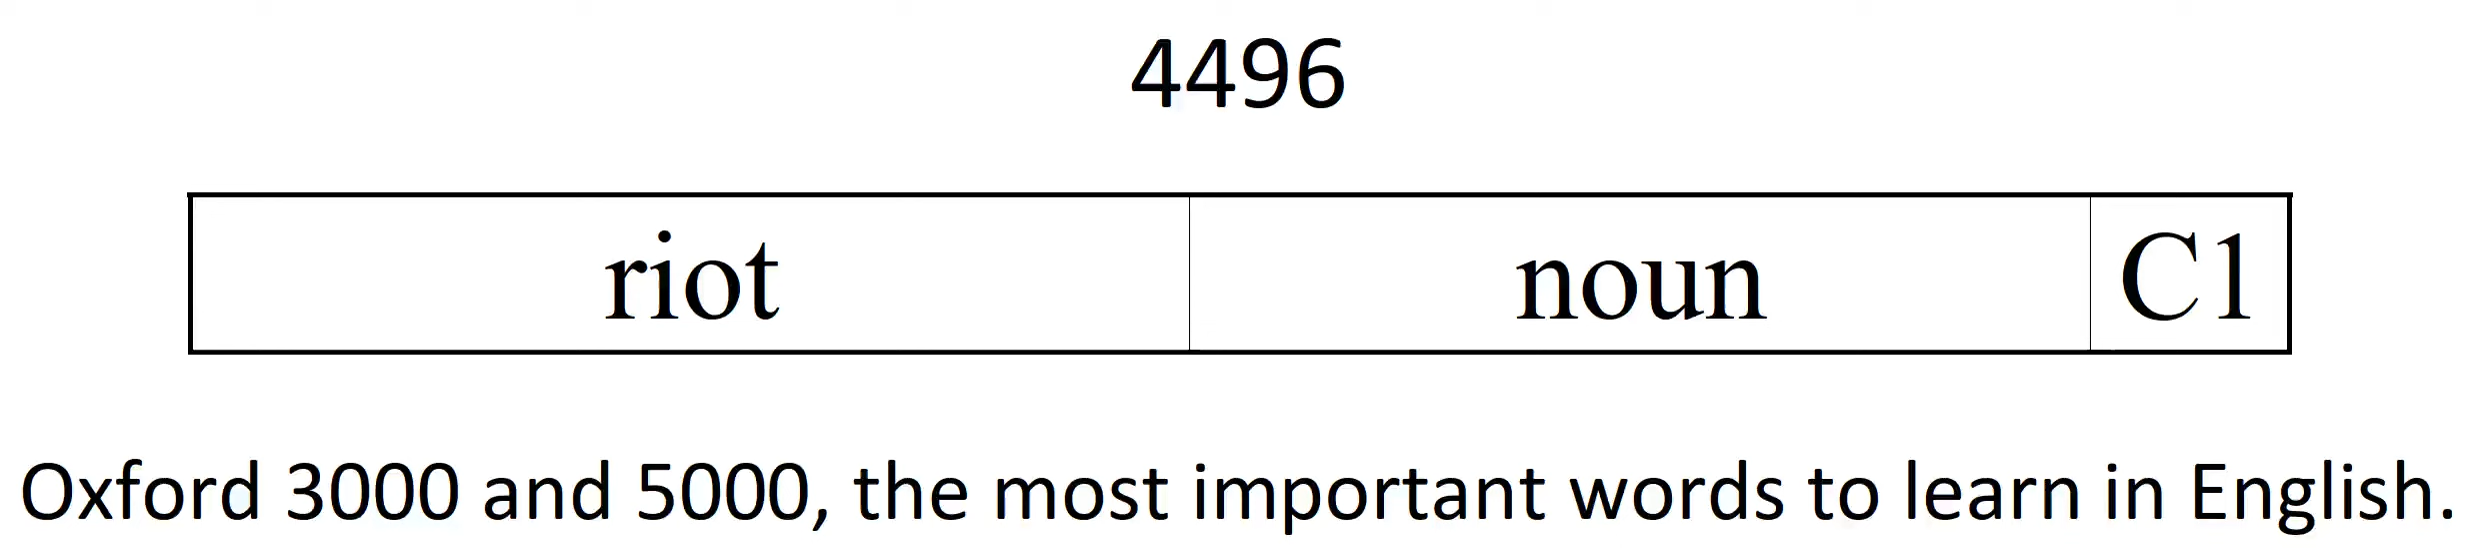 4496
riot noun C1
Oxford 3000 and 5000, the most important words to learn in English.